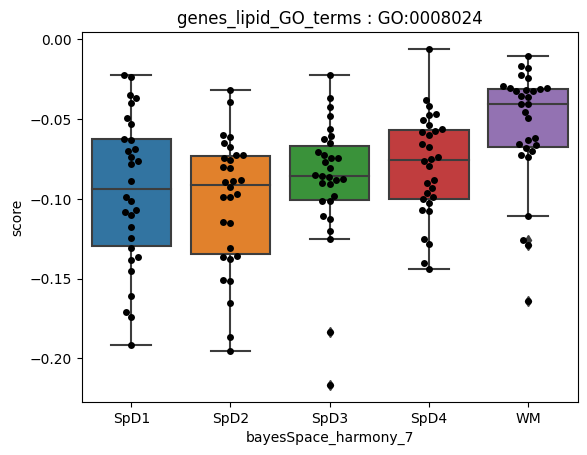 genes_lipid_GO_terms : GO:0008024
0.00
−0.05
−0.10
−0.15
−0.20
score
SpD1 SpD2 SpD3 SpD4 WM
bayesSpace_harmony_7